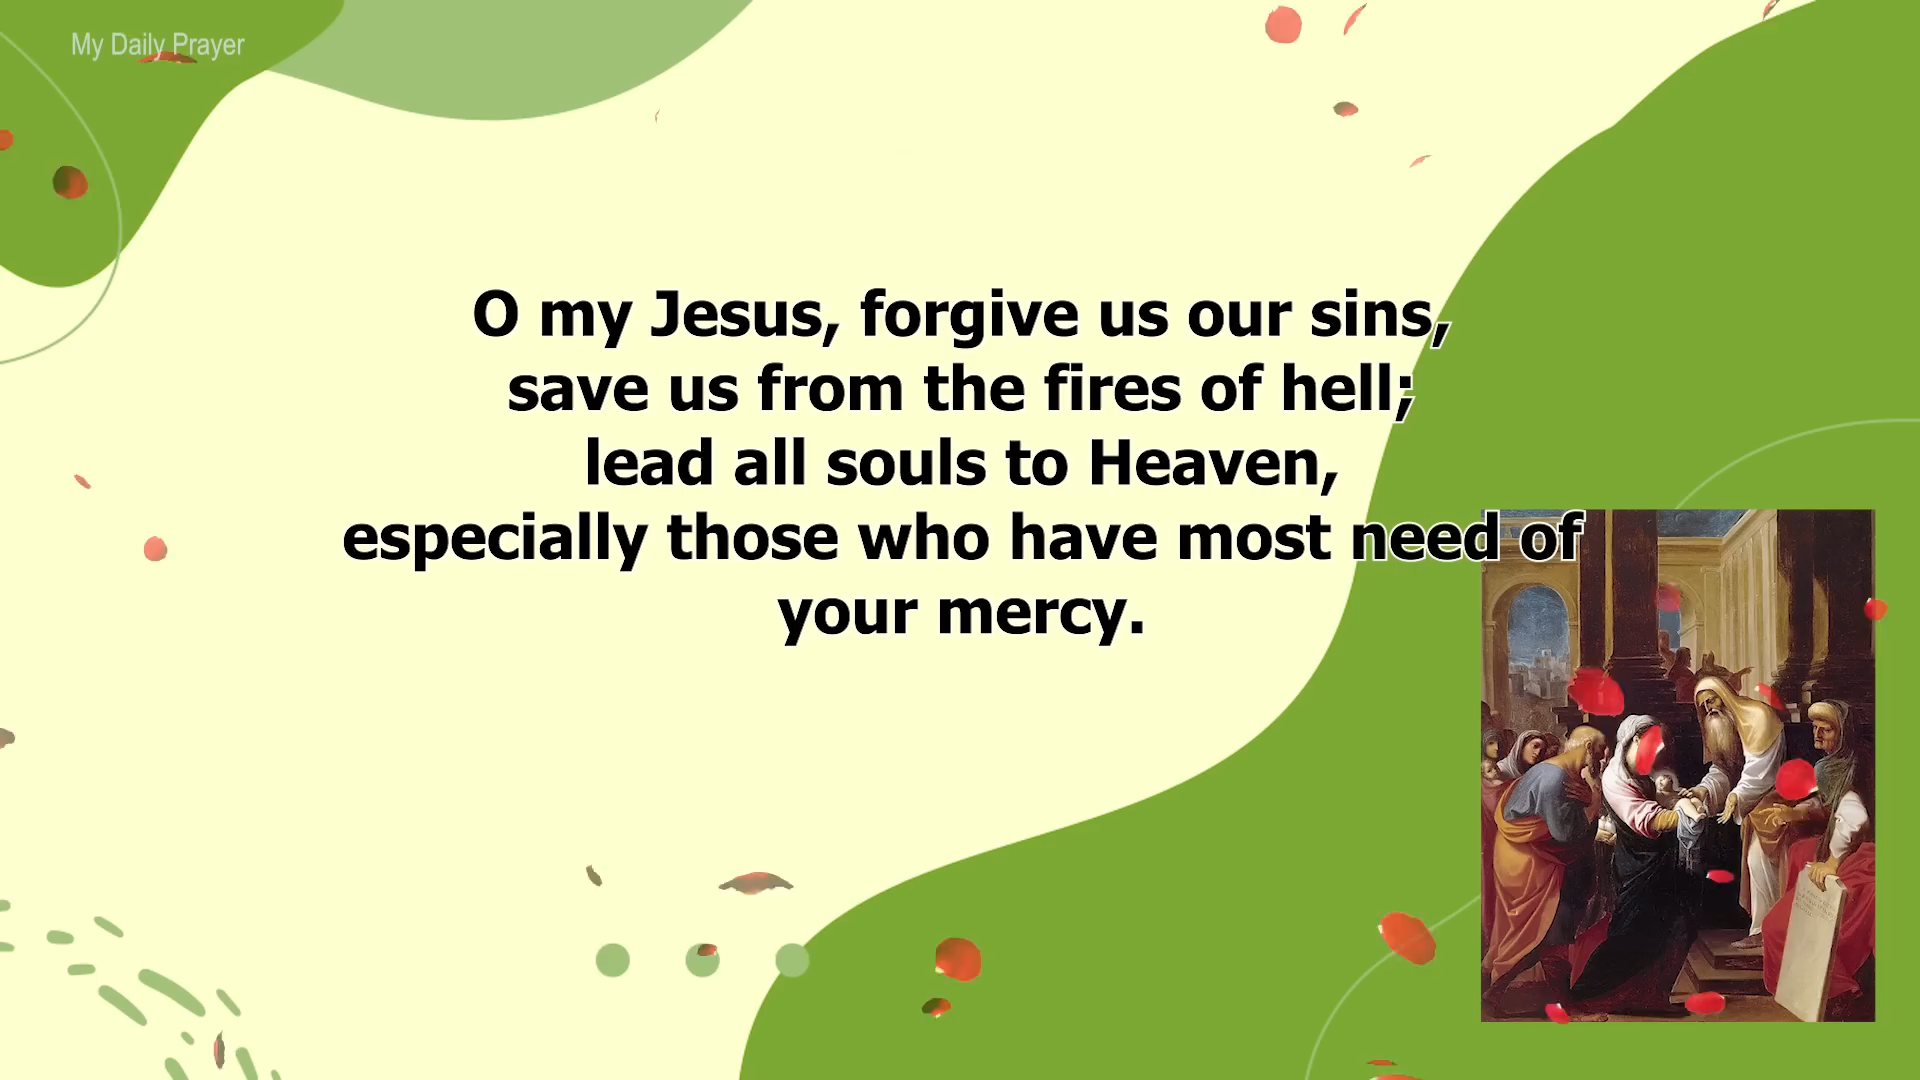 My Daily Prayer
O my Jesus, forgive us our sins,
save us from the fires of hell;
lead all souls to Heaven,
especially those who have most need of
your mercy.